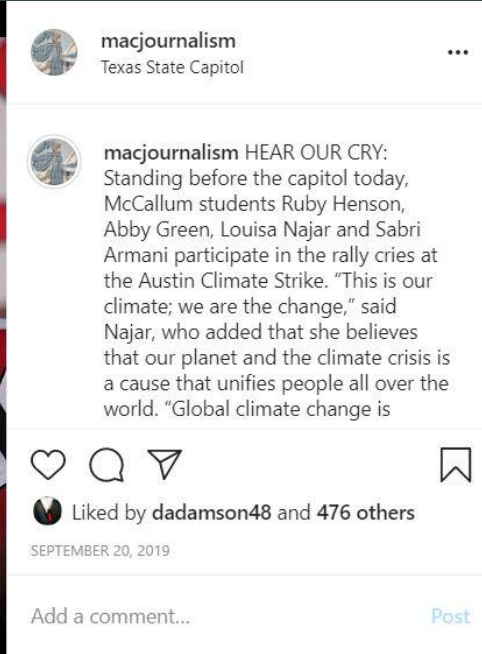 macjournalism
Texas State Capitol
macjournalism HEAR OUR CRY:
Standing before the capitol today,
McCallum students Ruby Henson,
Abby Green, Louisa Najar and Sabri
Armani participate in the rally cries at
the Austin Climate Strike. “This is our
climate; we are the change,” said
Najar, who added that she believes
that our planet and the climate crisis is
a cause that unifies people all over the
world. “Global climate change is
Liked by dadamson48 and 476 others
SEPTEMBER 20, 2019
Add a comment...
Post